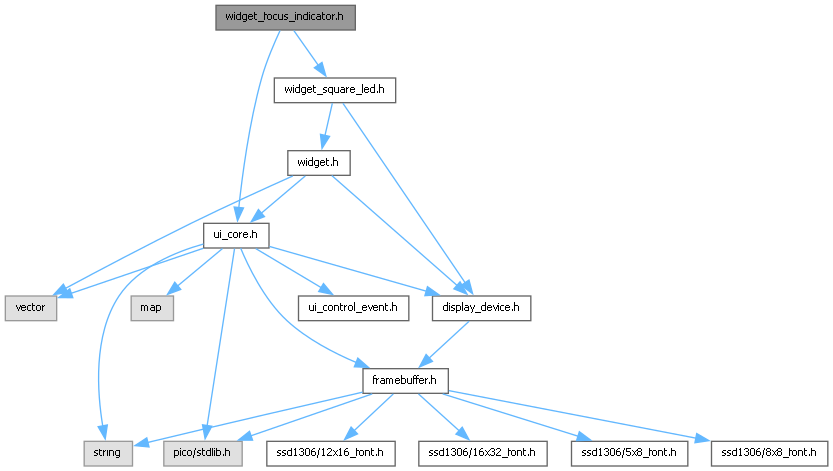 widget_focus_indicator.h
widget_square_led.h
widget.h
ui_core.h
vector
map
ui_control_event.h
display_device.h
framebuffer.h
string
pico/stdlib.h
ssd1306/12x16_font.h
ssd1306/16x32_font.h
ssd1306/5x8_font.h
ssd1306/8x8_font.h